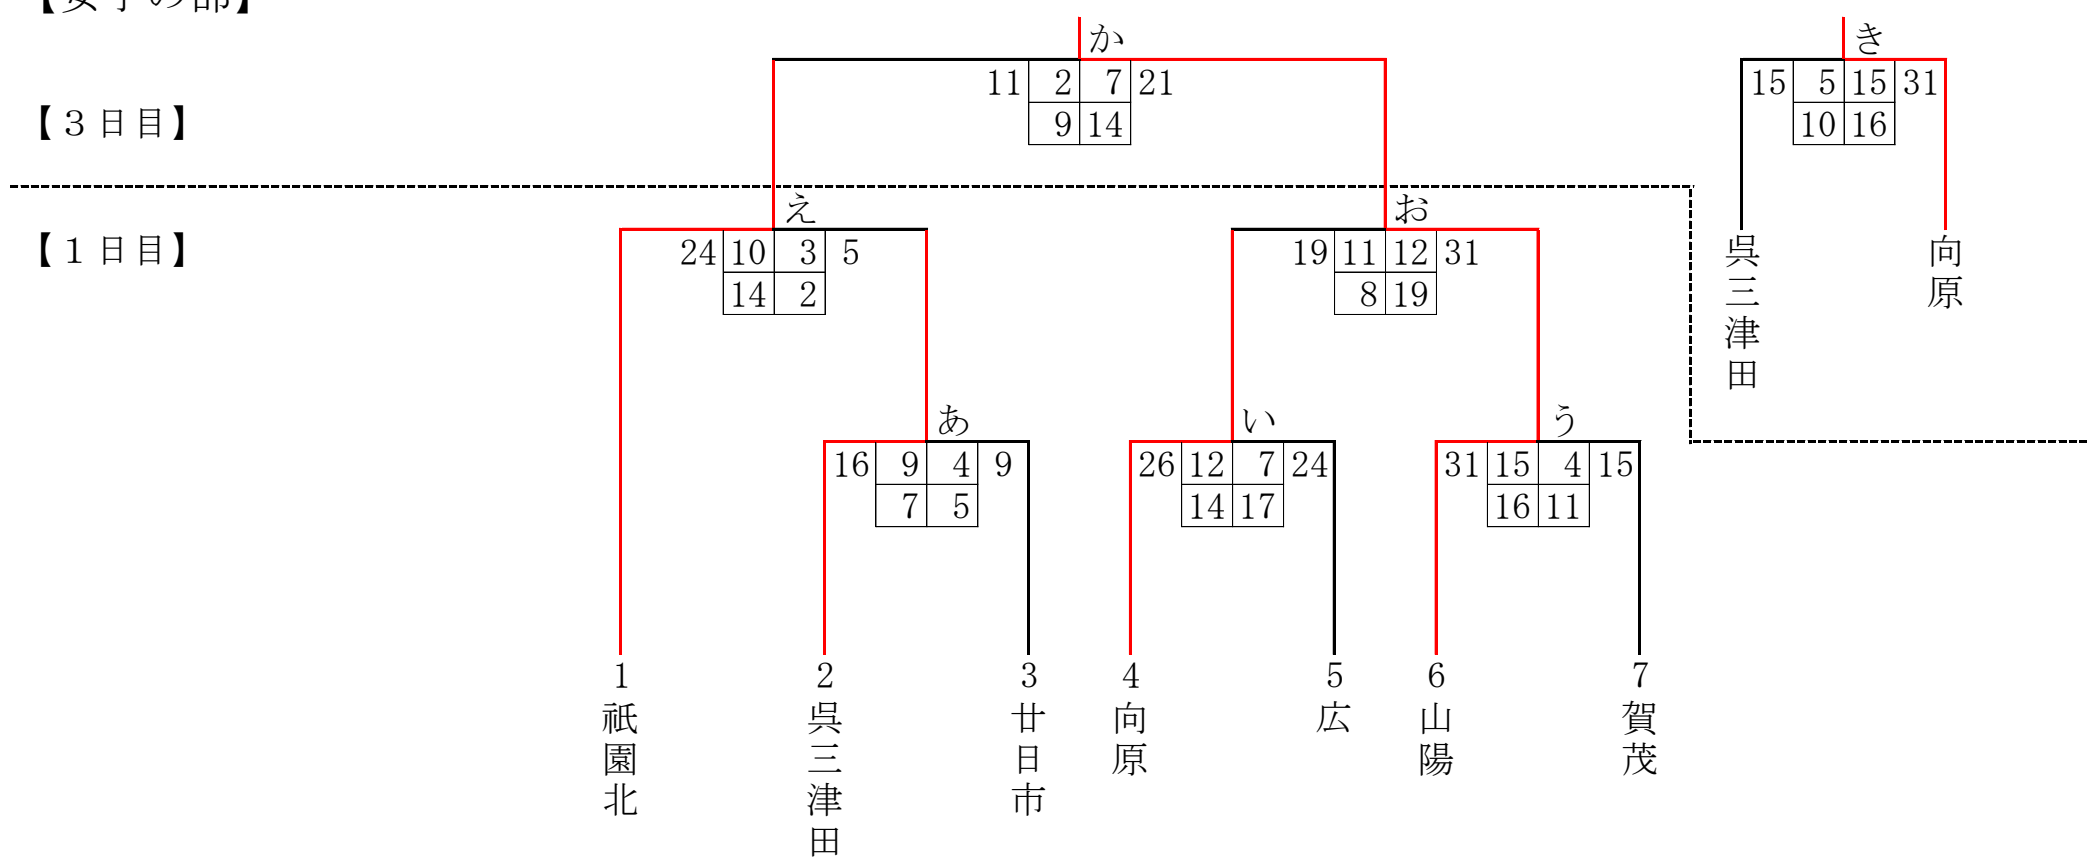 【女子の部】
か
き
11 2 7 21
9 14
15 5 15 31
10 16
【３日目】
え
お
【１日目】
24 10 3 5
14 2
19 11 12 31
8 19
呉三津田
向原
あ
い
う
16 9 4 9
7 5
26 12 7 24
14 17
31 15 4 15
16 11
1 2 3 4 5 6 7
祇園北
呉三津田
廿日市
向原
広
山陽
賀茂